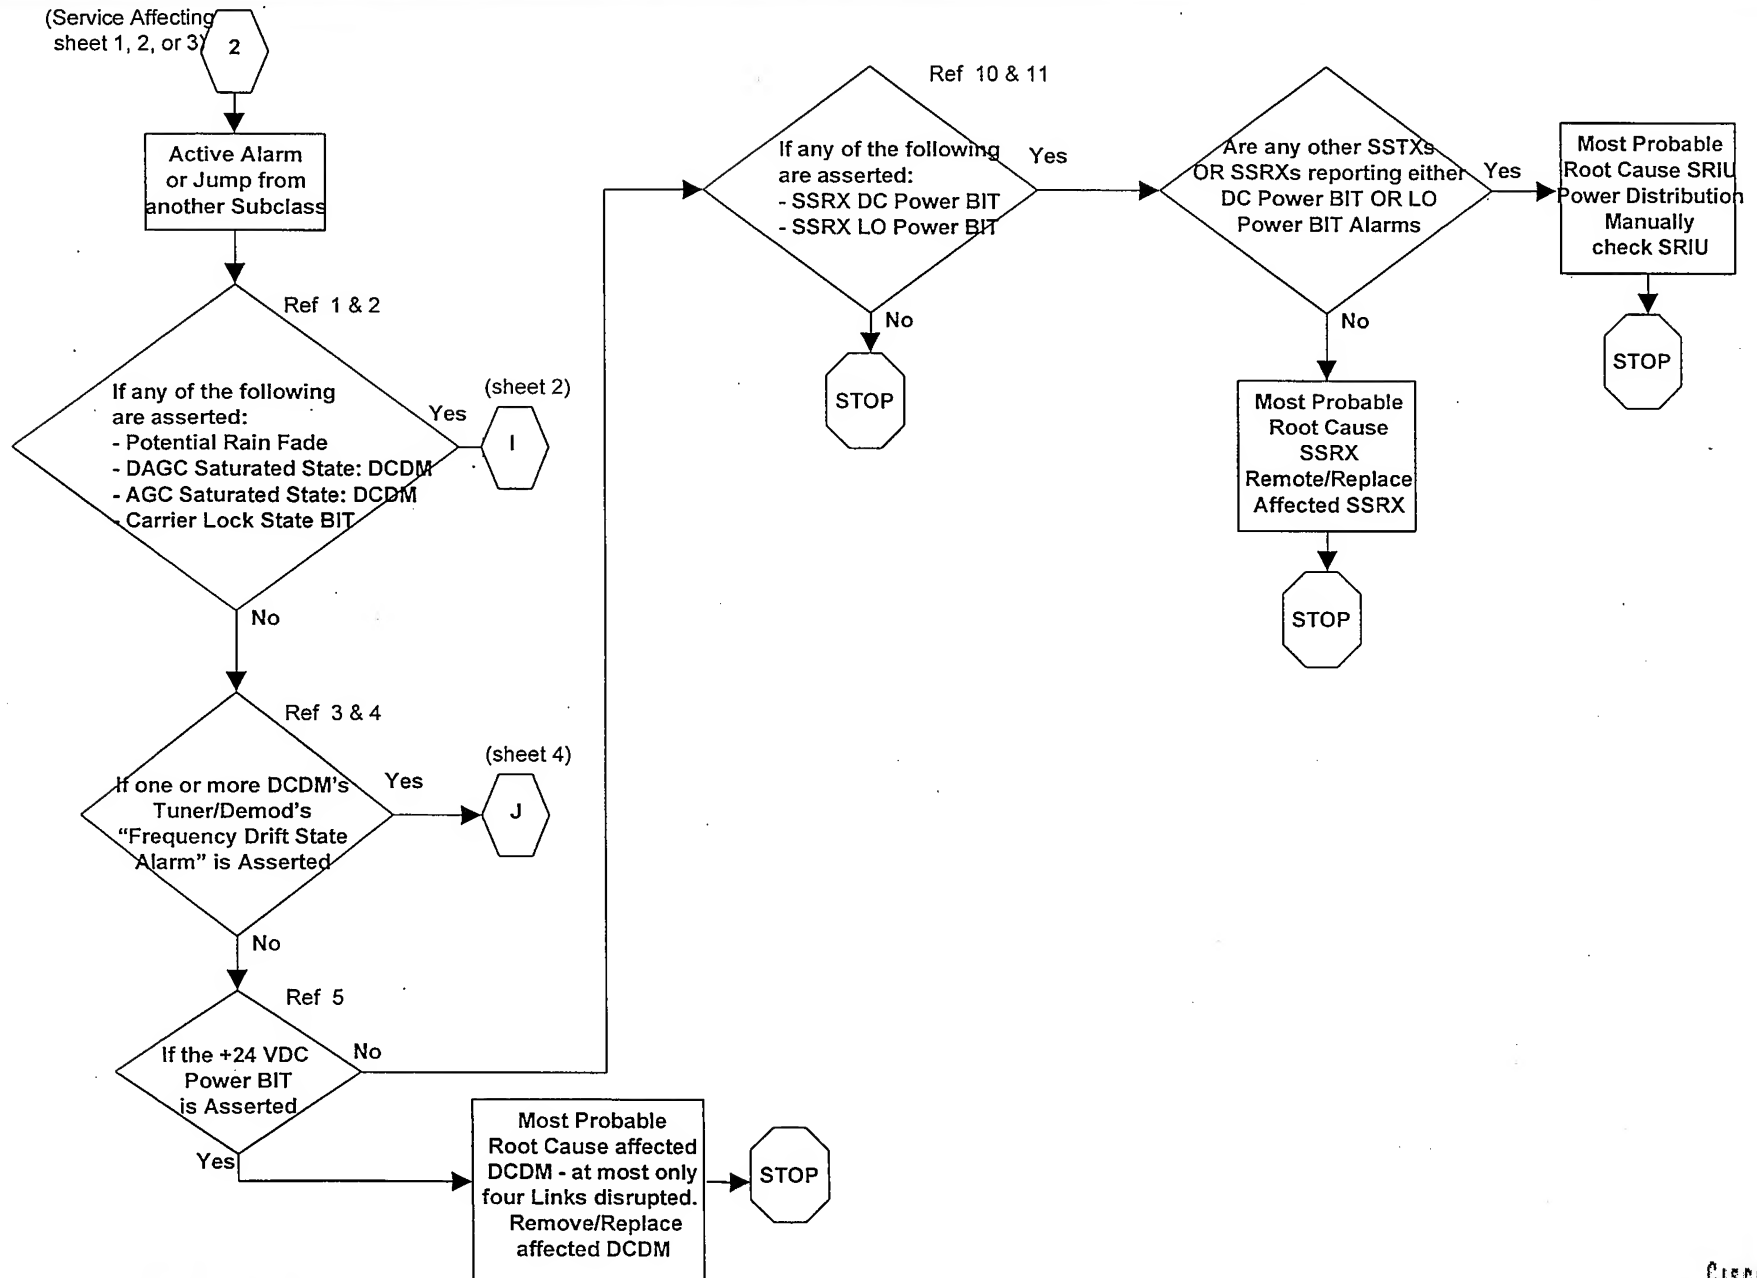 (Service Affecting
sheet 1, 2, or 3)
2
Active Alarm
or Jump from
another Subclass
Ref 1 & 2
If any of the following
are asserted:
- Potential Rain Fade
- DAGC Saturated State: DCDM
- AGC Saturated State: DCDM
- Carrier Lock State BIT
Yes
(sheet 2)
I
No
Ref 3 & 4
If one or more DCDM's
Tuner/Demod's
“Frequency Drift State
Alarm” is Asserted
Yes
(sheet 4)
J
No
Ref 5
If the +24 VDC
Power BIT
is Asserted
No
Yes
Most Probable
Root Cause affected
DCDM - at most only
four Links disrupted.
Remove/Replace
affected DCDM
STOP
Ref 10 & 11
If any of the following
are asserted:
- SSRX DC Power BIT
- SSRX LO Power BIT
Yes
No
STOP
Are any other SSTXs
OR SSRXs reporting either
DC Power BIT OR LO
Power BIT Alarms
Yes
No
Most Probable
Root Cause
SSRX
Remote/Replace
Affected SSRX
STOP
Most Probable
Root Cause SRIU
Power Distribution
Manually
check SRIU
STOP